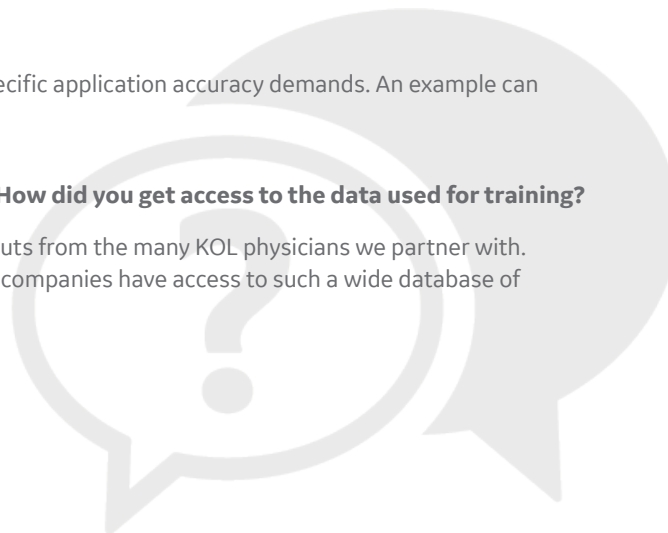 ecific application accuracy demands. An example can
How did you get access to the data used for training?
uts from the many KOL physicians we partner with.
companies have access to such a wide database of
?